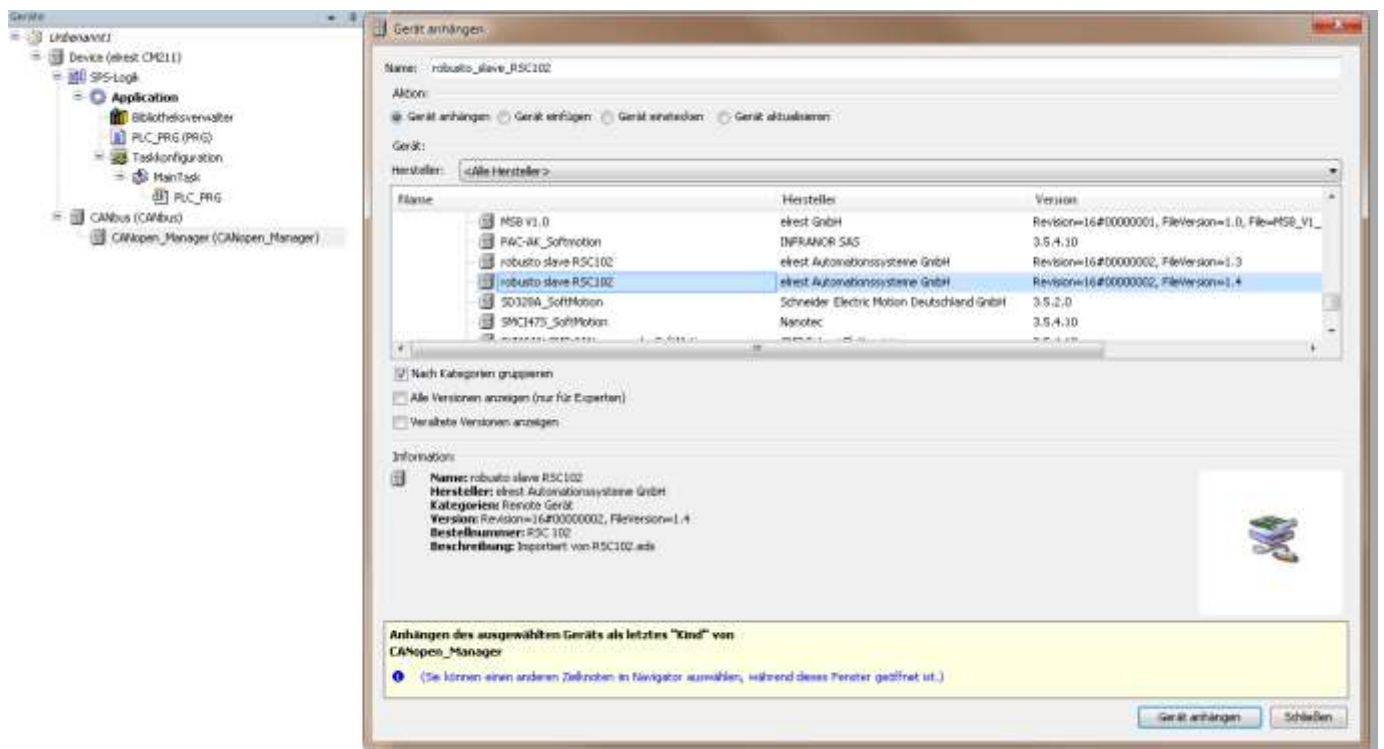 Geräte
Unbenannt1
Device (elrest CM211)
SPS-Logik
Application
Bibliotheksverwalter
PLC_PRG (PRG)
Taskkonfiguration
MainTask
PLC_PRG
CANbus (CANbus)
CANopen_Manager (CANopen_Manager)
Gerät anhängen
Name: robusto_slave_RSC102
Aktion:
Gerät anhängen Gerät einfügen Gerät einstecken Gerät aktualisieren
Gerät:
Hersteller: <Alle Hersteller>
Name Hersteller Version
MSB V1.0 elrest GmbH Revision=16#00000001, FileVersion=1.0, File=MSB_V1_
PAC-AK_Softmotion INFRANOR SAS 3.5.4.10
robusto slave RSC102 elrest Automationssysteme GmbH Revision=16#00000002, FileVersion=1.3
robusto slave RSC102 elrest Automationssysteme GmbH Revision=16#00000002, FileVersion=1.4
SD328A_SoftMotion Schneider Electric Motion Deutschland GmbH 3.5.2.0
SMCI47S_SoftMotion Nanotec 3.5.4.10
Nach Kategorien gruppieren
Alle Versionen anzeigen (nur für Experten)
Veraltete Versionen anzeigen
Information:
Name: robusto slave RSC102
Hersteller: elrest Automationssysteme GmbH
Kategorien: Remote Gerät
Version: Revision=16#00000002, FileVersion=1.4
Bestellnummer: RSC 102
Beschreibung: Importiert von RSC102.eds
Anhängen des ausgewählten Geräts als letztes "Kind" von
CANopen_Manager
(Sie können einen anderen Zielknoten im Navigator auswählen, während dieses Fenster geöffnet ist.)
Gerät anhängen Schließen